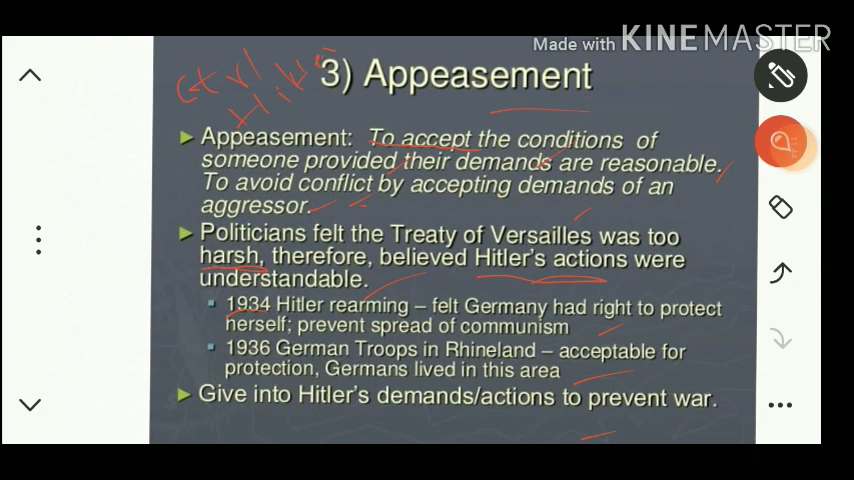 Made with KINEMASTER
ctrl
Hitler
3) Appeasement
► Appeasement: To accept the conditions of
someone provided their demands are reasonable.
To avoid conflict by accepting demands of an
aggressor.
► Politicians felt the Treaty of Versailles was too
harsh, therefore, believed Hitler's actions were
understandable.
▪ 1934 Hitler rearming – felt Germany had right to protect
herself; prevent spread of communism
▪ 1936 German Troops in Rhineland – acceptable for
protection, Germans lived in this area
► Give into Hitler's demands/actions to prevent war.